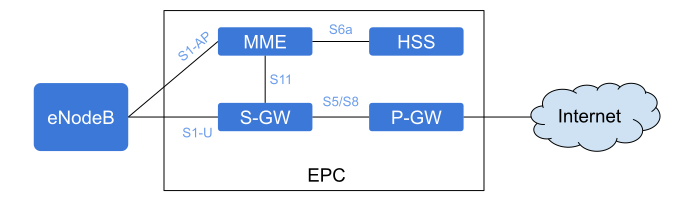 S1-AP
MME
S6a
HSS
S11
eNodeB
S1-U
S-GW
S5/S8
P-GW
Internet
EPC